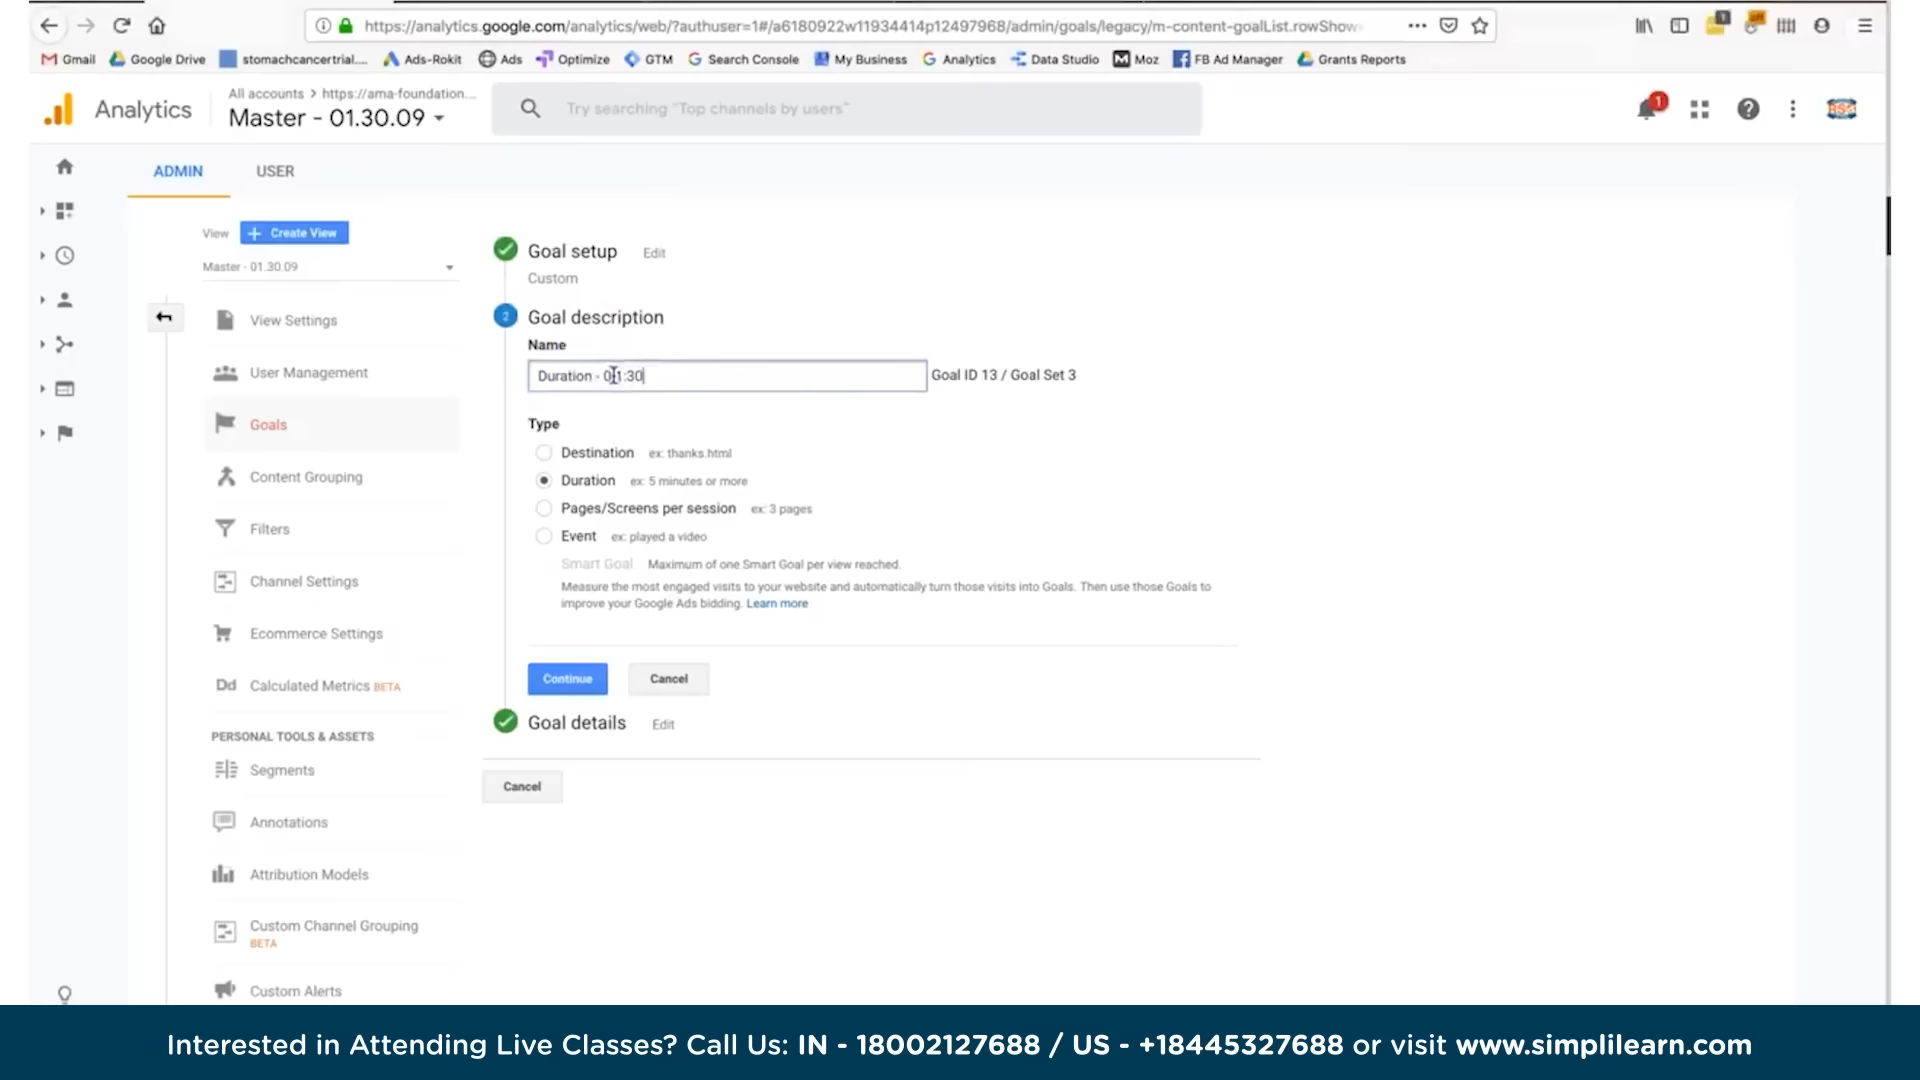 https://analytics.google.com/analytics/web/?authuser=1#/a6180922w11934414p12497968/admin/goals/legacy/m-content-goalList.rowShow
Gmail Google Drive stomachcancertrial.... Ads-Rokit Ads Optimize GTM Search Console My Business Analytics Data Studio Moz FB Ad Manager Grants Reports
Analytics
All accounts > https://ama-foundation....
Master - 01.30.09
Try searching "Top channels by users"
1
ADMIN USER
View + Create View
Master - 01.30.09
View Settings
User Management
Goals
Content Grouping
Filters
Channel Settings
Ecommerce Settings
Dd Calculated Metrics BETA
PERSONAL TOOLS & ASSETS
Segments
Annotations
Attribution Models
Custom Channel Grouping
BETA
Custom Alerts
Goal setup Edit
Custom
2 Goal description
Name
Duration - 01:30 Goal ID 13 / Goal Set 3
Type
Destination ex: thanks.html
Duration ex: 5 minutes or more
Pages/Screens per session ex: 3 pages
Event ex: played a video
Smart Goal Maximum of one Smart Goal per view reached.
Measure the most engaged visits to your website and automatically turn those visits into Goals. Then use those Goals to
improve your Google Ads bidding. Learn more
Continue Cancel
Goal details Edit
Cancel
Interested in Attending Live Classes? Call Us: IN - 18002127688 / US - +18445327688 or visit www.simplilearn.com